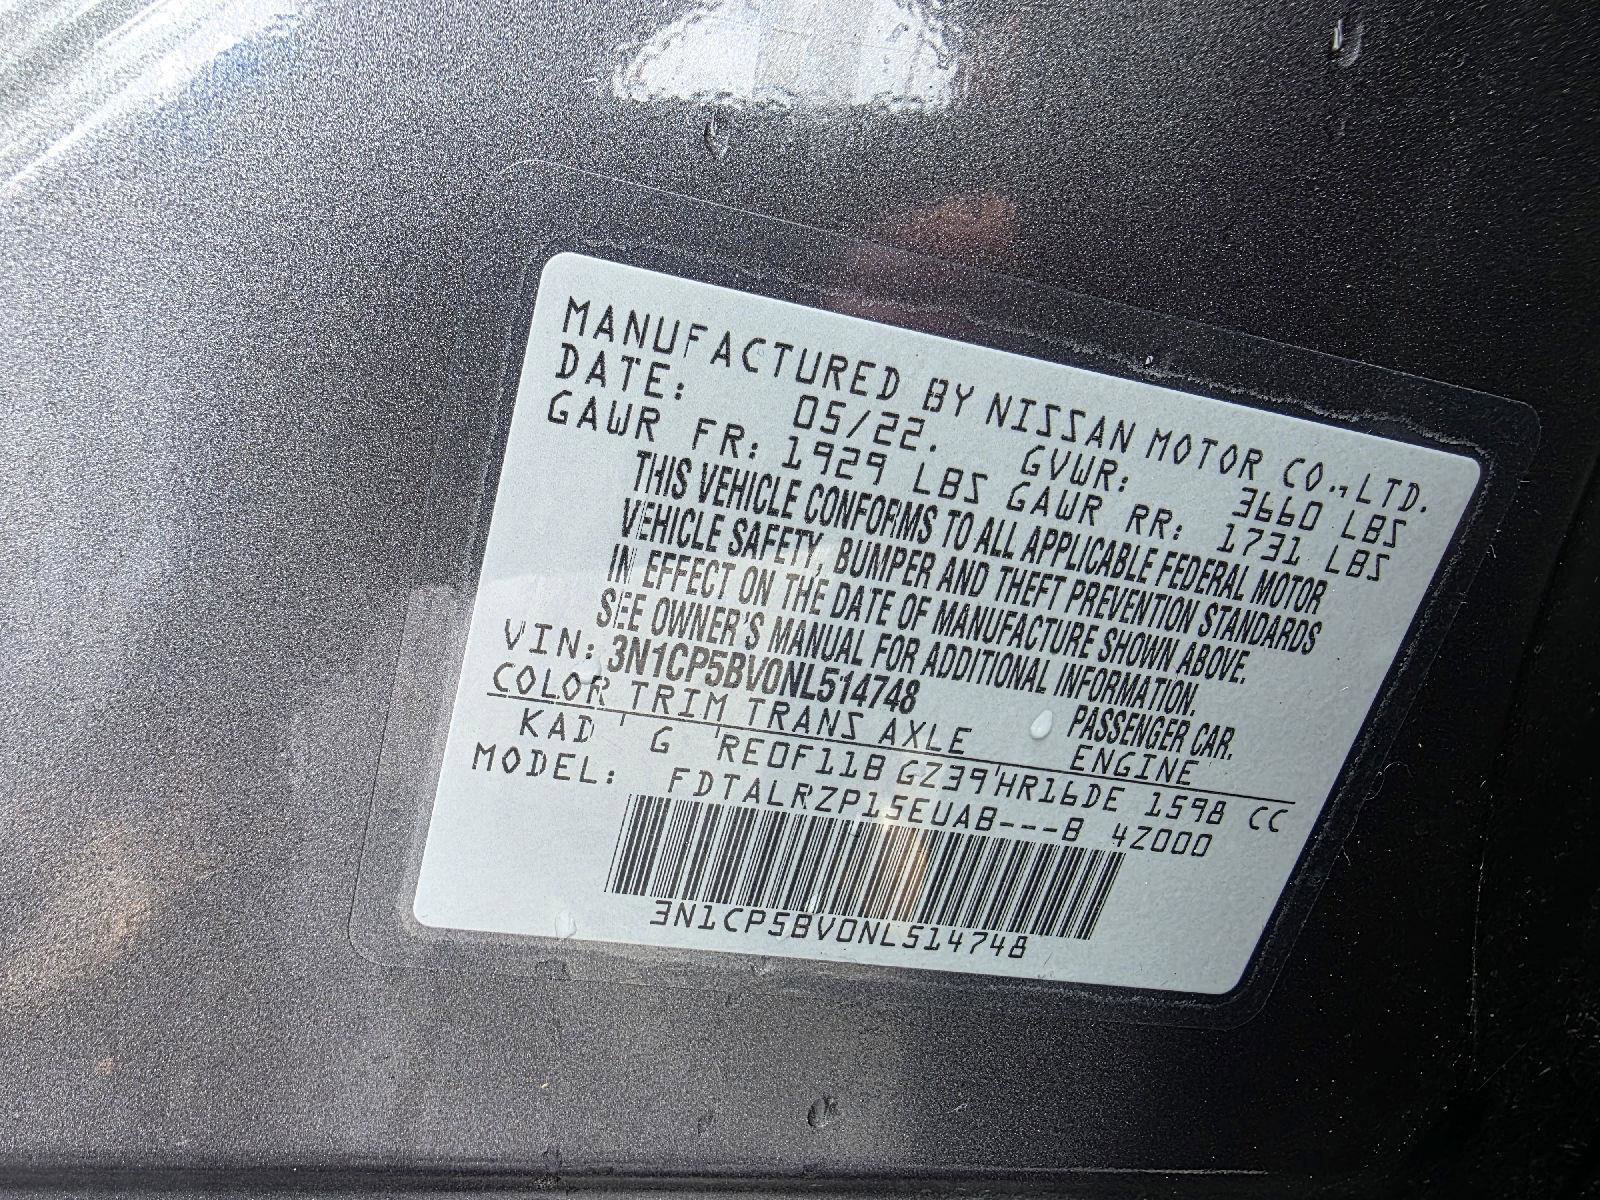 MANUFACTURED BY NISSAN MOTOR CO.,LTD.
DATE: 05/22. GVWR: 3660 LBS
GAWR FR: 1929 LBS GAWR RR: 1731 LBS
THIS VEHICLE CONFORMS TO ALL APPLICABLE FEDERAL MOTOR
VEHICLE SAFETY, BUMPER AND THEFT PREVENTION STANDARDS
IN EFFECT ON THE DATE OF MANUFACTURE SHOWN ABOVE.
SEE OWNER'S MANUAL FOR ADDITIONAL INFORMATION.
VIN: 3N1CP5BV0NL514748 PASSENGER CAR.
COLOR TRIM TRANS AXLE ENGINE
KAD G RE0F11B GZ39 HR16DE 1598 CC
MODEL: FDTALRZP15EUAB---B 4Z000
3N1CP5BV0NL514748